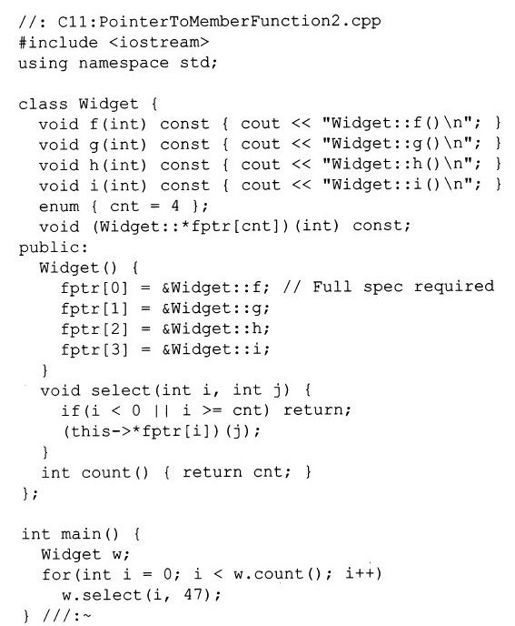 //: C11:PointerToMemberFunction2.cpp
#include <iostream>
using namespace std;

class Widget {
  void f(int) const { cout << "Widget::f()\n"; }
  void g(int) const { cout << "Widget::g()\n"; }
  void h(int) const { cout << "Widget::h()\n"; }
  void i(int) const { cout << "Widget::i()\n"; }
  enum { cnt = 4 };
  void (Widget::*fptr[cnt])(int) const;
public:
  Widget() {
    fptr[0] = &Widget::f; // Full spec required
    fptr[1] = &Widget::g;
    fptr[2] = &Widget::h;
    fptr[3] = &Widget::i;
  }
  void select(int i, int j) {
    if(i < 0 || i >= cnt) return;
    (this->*fptr[i])(j);
  }
  int count() { return cnt; }
};

int main() {
  Widget w;
  for(int i = 0; i < w.count(); i++)
    w.select(i, 47);
} ///:~